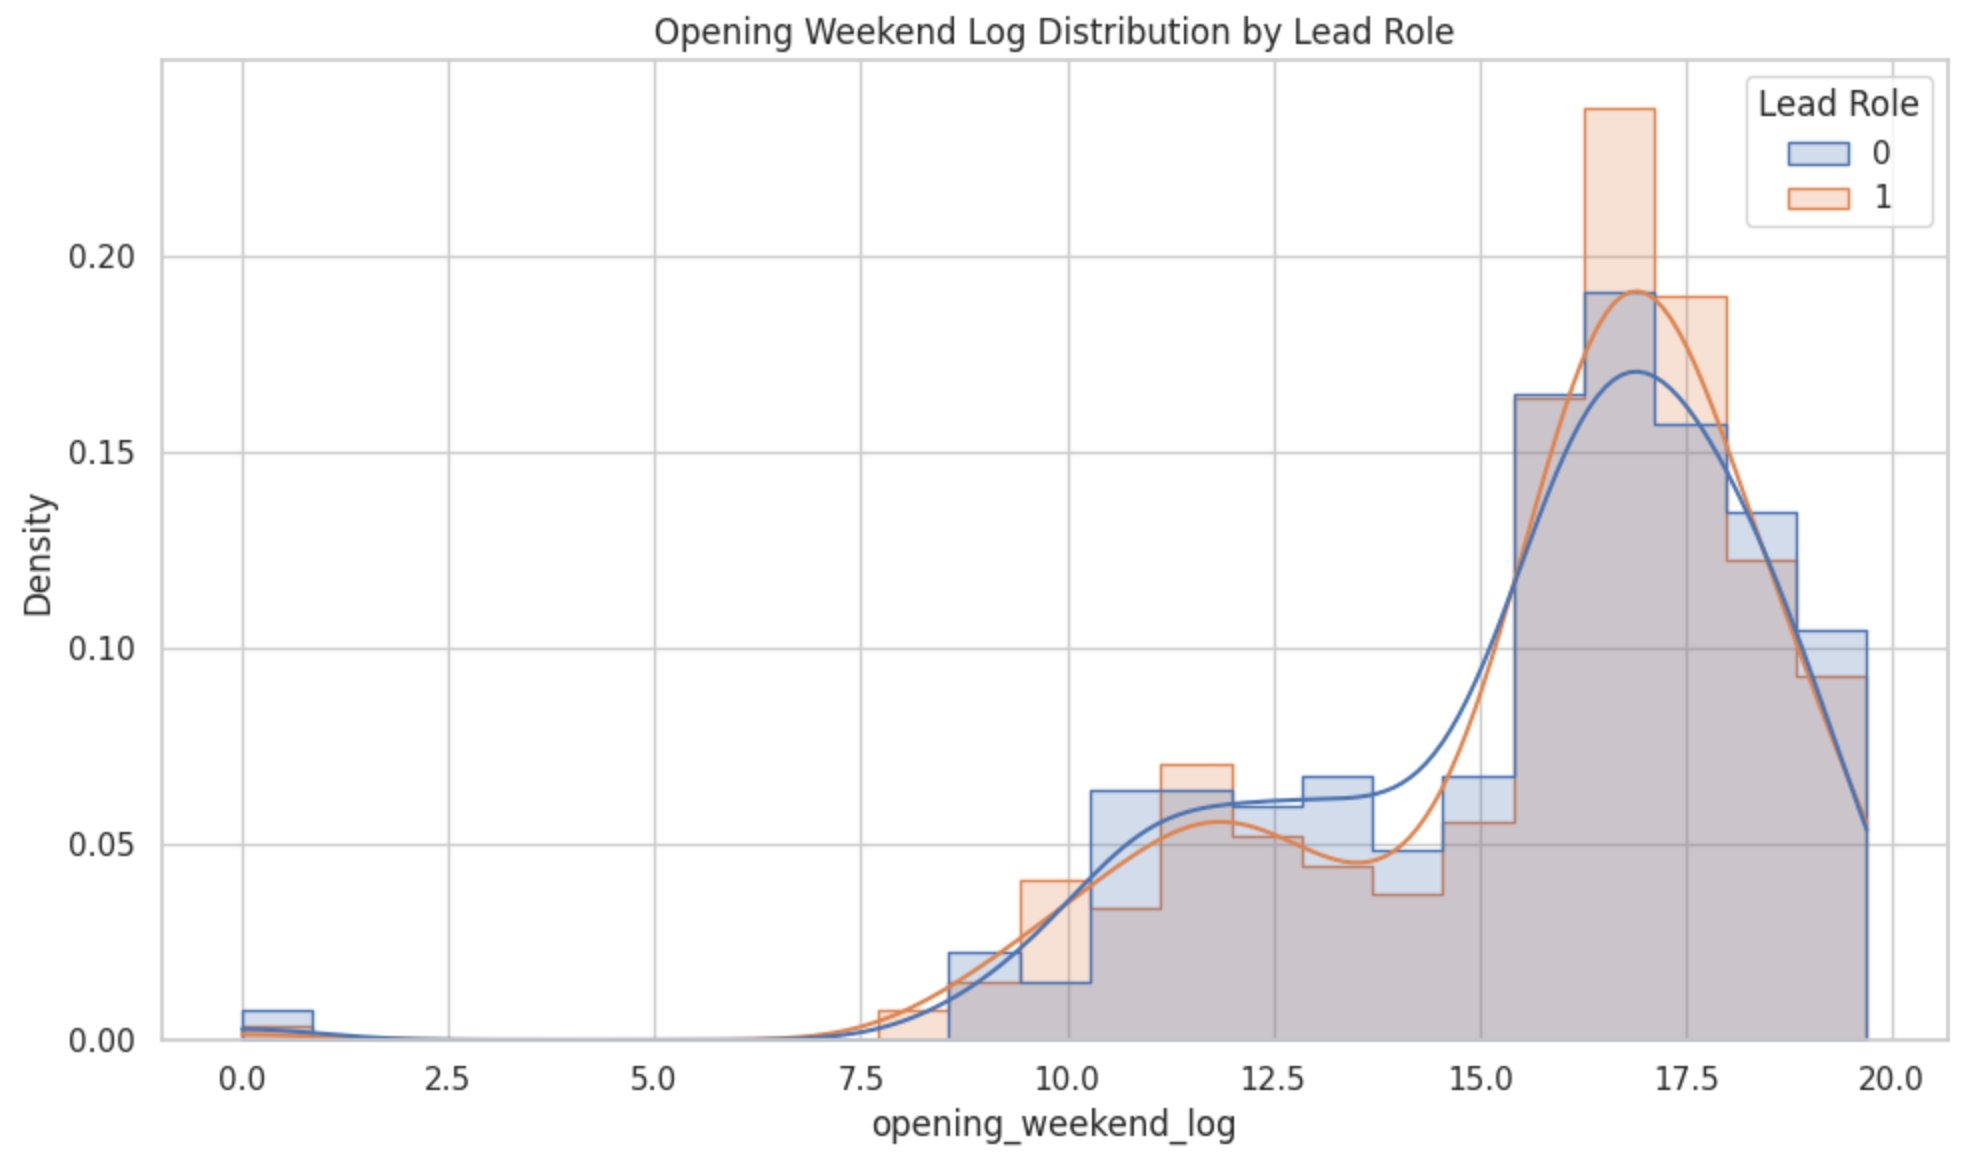 Opening Weekend Log Distribution by Lead Role
Lead Role
0
1
Density
0.20
0.15
0.10
0.05
0.00
0.0 2.5 5.0 7.5 10.0 12.5 15.0 17.5 20.0
opening_weekend_log